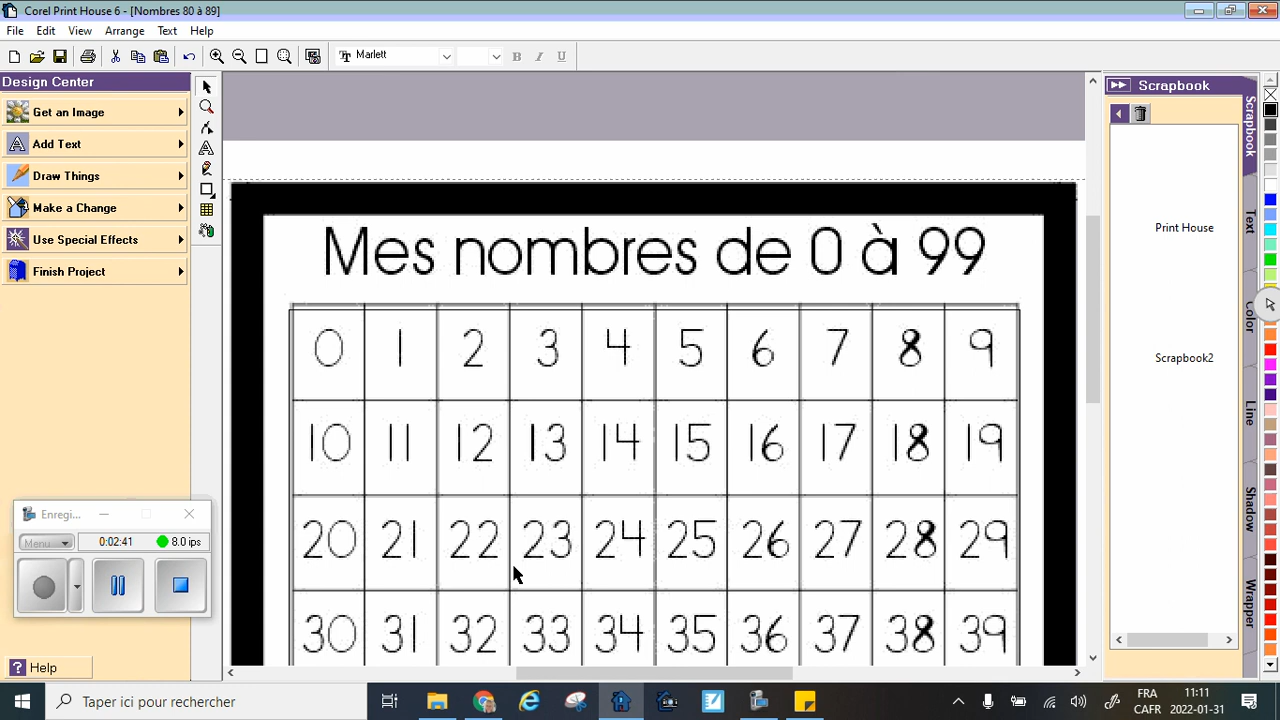 Corel Print House 6 - [Nombres 80 à 89]
File Edit View Arrange Text Help
Marlett B I U
Design Center
Get an Image
Add Text
Draw Things
Make a Change
Use Special Effects
Finish Project
Help
Mes nombres de 0 à 99
0 1 2 3 4 5 6 7 8 9
10 11 12 13 14 15 16 17 18 19
20 21 22 23 24 25 26 27 28 29
30 31 32 33 34 35 36 37 38 39
Enregi...
Menu 0:02:41 8.0 ips
Scrapbook
Print House
Scrapbook2
Scrapbook
Text
Color
Line
Shadow
Wrapper
Taper ici pour rechercher
FRA
CAFR
11:11
2022-01-31